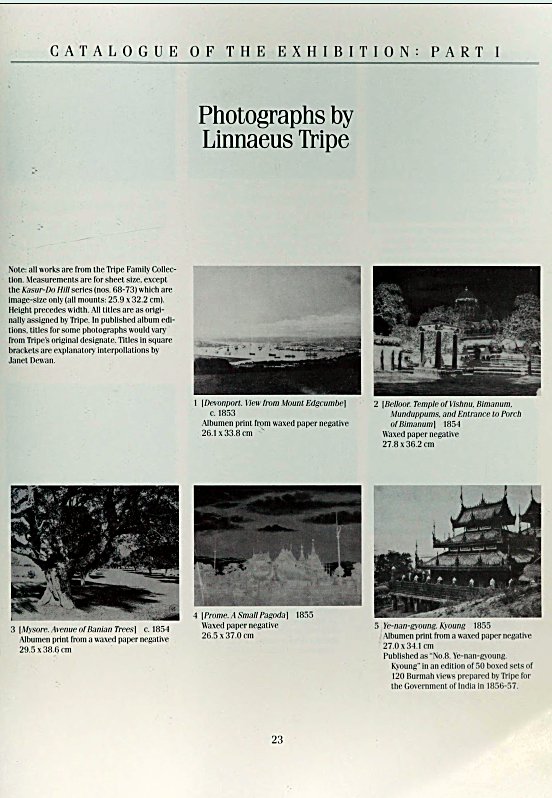 CATALOGUE OF THE EXHIBITION: PART I
Photographs by
Linnaeus Tripe
Note: all works are from the Tripe Family Collec-
tion. Measurements are for sheet size, except
the Kasur-Do Hill series (nos. 68-73) which are
image-size only (all mounts: 25.9 x 32.2 cm).
Height precedes width. All titles are as origi-
nally assigned by Tripe. In published album edi-
tions, titles for some photographs would vary
from Tripe's original designate. Titles in square
brackets are explanatory interpolations by
Janet Dewan.
1 [Devonport. View from Mount Edgcumbe]
c. 1853
Albumen print from waxed paper negative
26.1 x 33.8 cm
2 [Belloor. Temple of Vishnu, Bimanum,
Munduppums, and Entrance to Porch
of Bimanum] 1854
Waxed paper negative
27.8 x 36.2 cm
3 [Mysore. Avenue of Banian Trees] c. 1854
Albumen print from a waxed paper negative
29.5 x 38.6 cm
4 [Prome. A Small Pagoda] 1855
Waxed paper negative
26.5 x 37.0 cm
5 Ye-nan-gyoung. Kyoung 1855
Albumen print from a waxed paper negative
27.0 x 34.1 cm
Published as "No.8. Ye-nan-gyoung.
Kyoung" in an edition of 50 boxed sets of
120 Burmah views prepared by Tripe for
the Government of India in 1856-57.
23